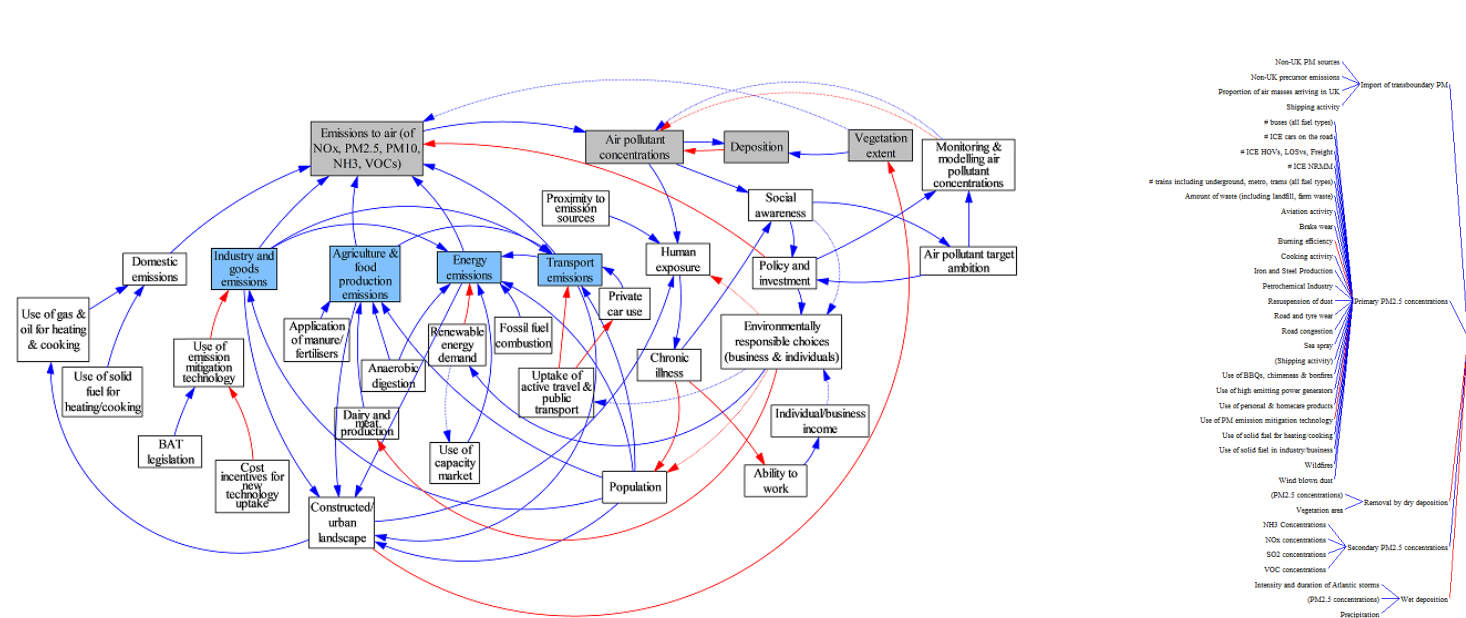 Emissions to air (of
NOx, PM2.5, PM10,
NH3, VOCs)
Air pollutant
concentrations
Deposition
Vegetation
extent
Monitoring &
modelling air
pollutant
concentrations
Proximity to
emission
sources
Social
awareness
Domestic
emissions
Industry and
goods
emissions
Agriculture &
food
production
emissions
Energy
emissions
Transport
emissions
Human
exposure
Policy and
investment
Air pollutant target
ambition
Use of gas &
oil for heating
& cooking
Private
car use
Application
of manure/
fertilisers
Renewable
energy
demand
Fossil fuel
combustion
Environmentally
responsible choices
(business & individuals)
Use of
emission
mitigation
technology
Use of solid
fuel for
heating/cooking
Anaerobic
digestion
Uptake of
active travel &
public
transport
Chronic
illness
Dairy and
meat
production
Individual/business
income
BAT
legislation
Cost
incentives for
new
technology
uptake
Use of
capacity
market
Population
Ability to
work
Constructed/
urban
landscape
Non-UK PM sources
Non-UK precursor emissions
Proportion of air masses arriving in UK
Shipping activity
Import of transboundary PM
# buses (all fuel types)
# ICE cars on the road
# ICE HGVs, LGSvs, Freight
# ICE NRMM
# trains including underground, metro, trams (all fuel types)
Amount of waste (including landfill, farm waste)
Aviation activity
Brake wear
Burning efficiency
Cooking activity
Iron and Steel Production
Petrochemical Industry
Resuspension of dust
Road and tyre wear
Road congestion
Sea spray
(Shipping activity)
Use of BBQs, chimeneas & bonfires
Use of high emitting power generators
Use of personal & homecare products
Use of PM emission mitigation technology
Use of solid fuel for heating/cooking
Use of solid fuel in industry/business
Wildfires
Wind blown dust
Primary PM2.5 concentrations
(PM2.5 concentrations)
Vegetation area
Removal by dry deposition
NH3 Concentrations
NOx concentrations
SO2 concentrations
VOC concentrations
Secondary PM2.5 concentrations
Intensity and duration of Atlantic storms
(PM2.5 concentrations)
Precipitation
Wet deposition